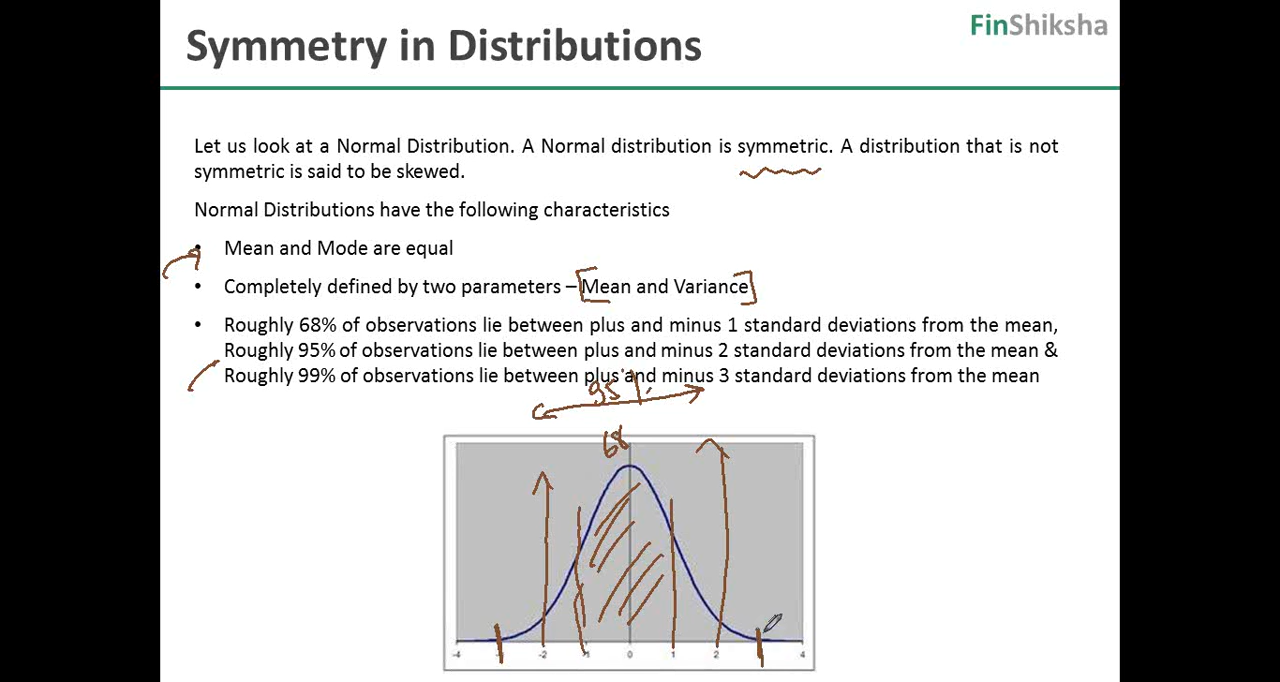 FinShiksha
Symmetry in Distributions
Let us look at a Normal Distribution. A Normal distribution is symmetric. A distribution that is not
symmetric is said to be skewed.
Normal Distributions have the following characteristics
• Mean and Mode are equal
• Completely defined by two parameters – Mean and Variance
• Roughly 68% of observations lie between plus and minus 1 standard deviations from the mean,
Roughly 95% of observations lie between plus and minus 2 standard deviations from the mean &
Roughly 99% of observations lie between plus and minus 3 standard deviations from the mean
95%
68
-4 -2 -1 0 1 2 4